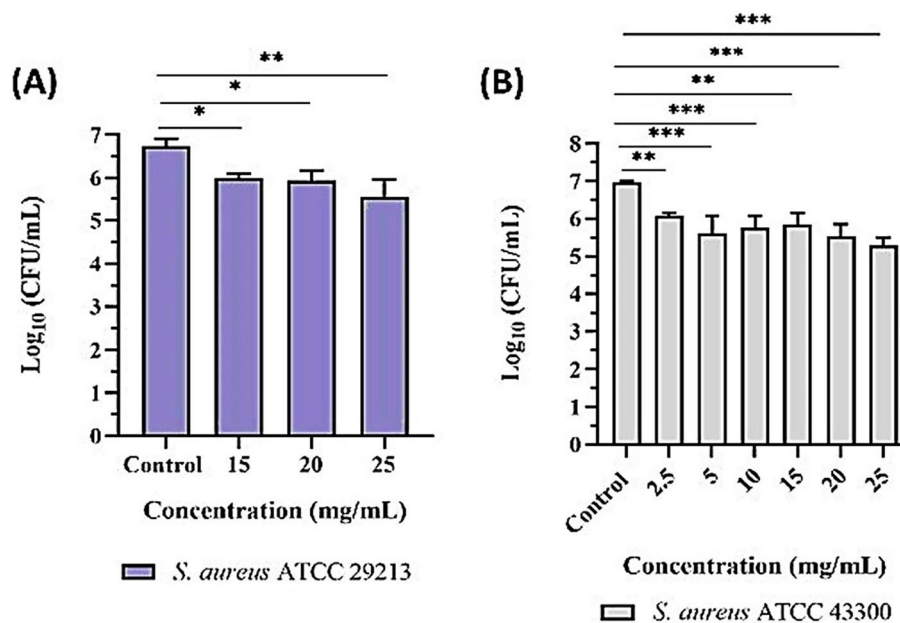 (A)
**
*
*
Log10 (CFU/mL)
7
6
5
4
3
2
1
0
Control 15 20 25
Concentration (mg/mL)
S. aureus ATCC 29213
(B)
***
***
**
***
***
**
Log10 (CFU/mL)
8
7
6
5
4
3
2
1
0
Control 2.5 5 10 15 20 25
Concentration (mg/mL)
S. aureus ATCC 43300